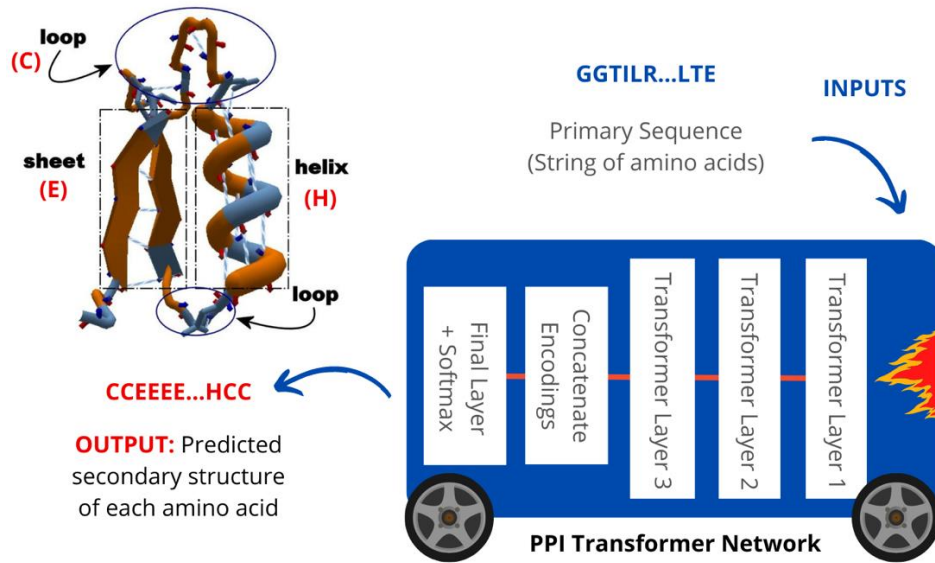 loop
(C)
sheet
(E)
helix
(H)
loop
GGTILR...LTE
INPUTS
Primary Sequence
(String of amino acids)
CCEEEE...HCC
OUTPUT: Predicted
secondary structure
of each amino acid
Final Layer
+ Softmax
Concatenate
Encodings
Transformer Layer 3
Transformer Layer 2
Transformer Layer 1
PPI Transformer Network